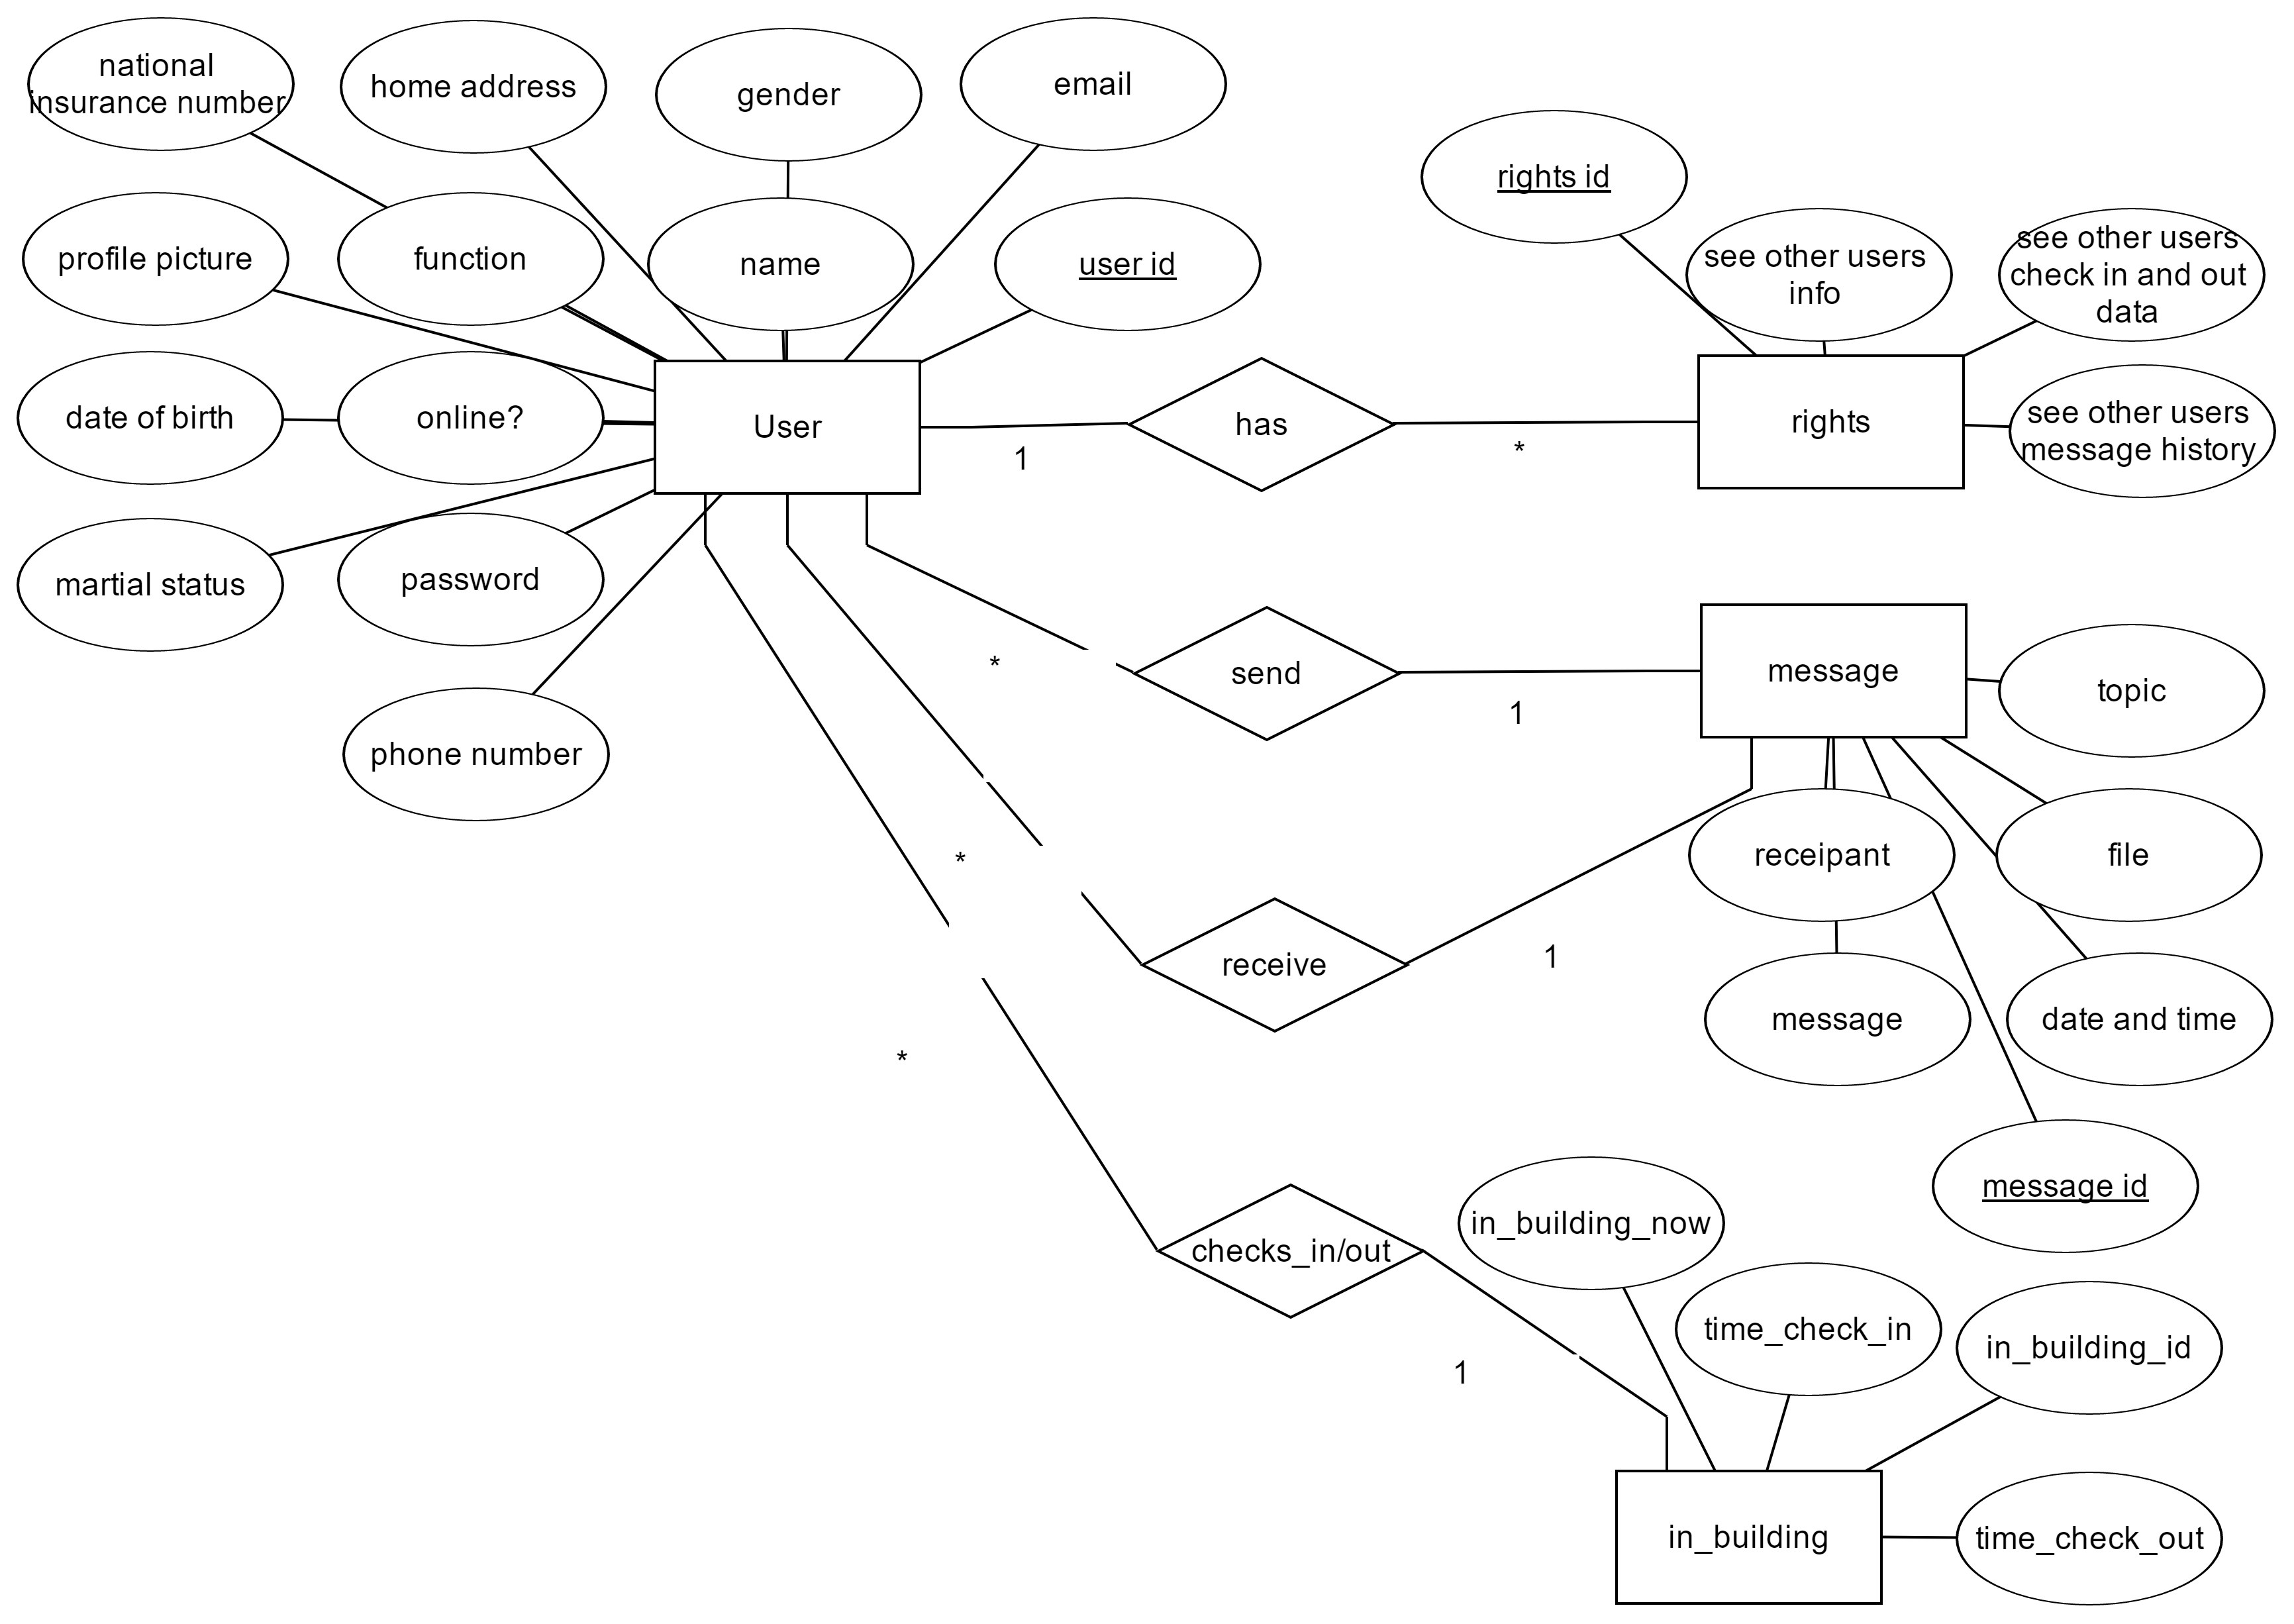 national
insurance number
home address
gender
email
rights id
profile picture
function
name
user id
see other users
info
see other users
check in and out
data
date of birth
online?
User
1
has
*
rights
see other users
message history
martial status
password
*
send
1
message
topic
phone number
*
receipant
file
receive
1
message
date and time
*
message id
checks_in/out
in_building_now
1
time_check_in
in_building_id
in_building
time_check_out